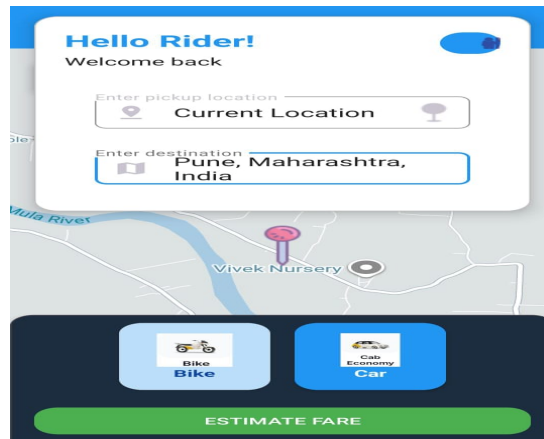 Hello Rider!
Welcome back
Enter pickup location
Current Location
Enter destination
Pune, Maharashtra,
India
Mula River
Vivek Nursery
Bike
Cab
Economy
Bike
Car
ESTIMATE FARE